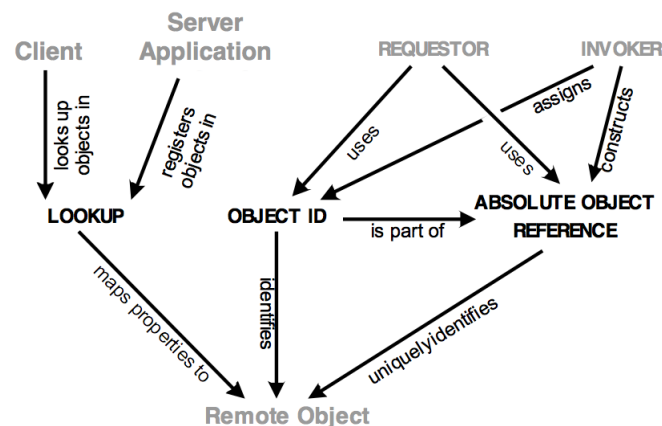 Client
Server
Application
REQUESTOR
INVOKER
looks up
objects in
registers
objects in
uses
assigns
uses
constructs
LOOKUP
OBJECT ID
is part of
ABSOLUTE OBJECT
REFERENCE
maps properties to
identifies
uniquelyidentifies
Remote Object